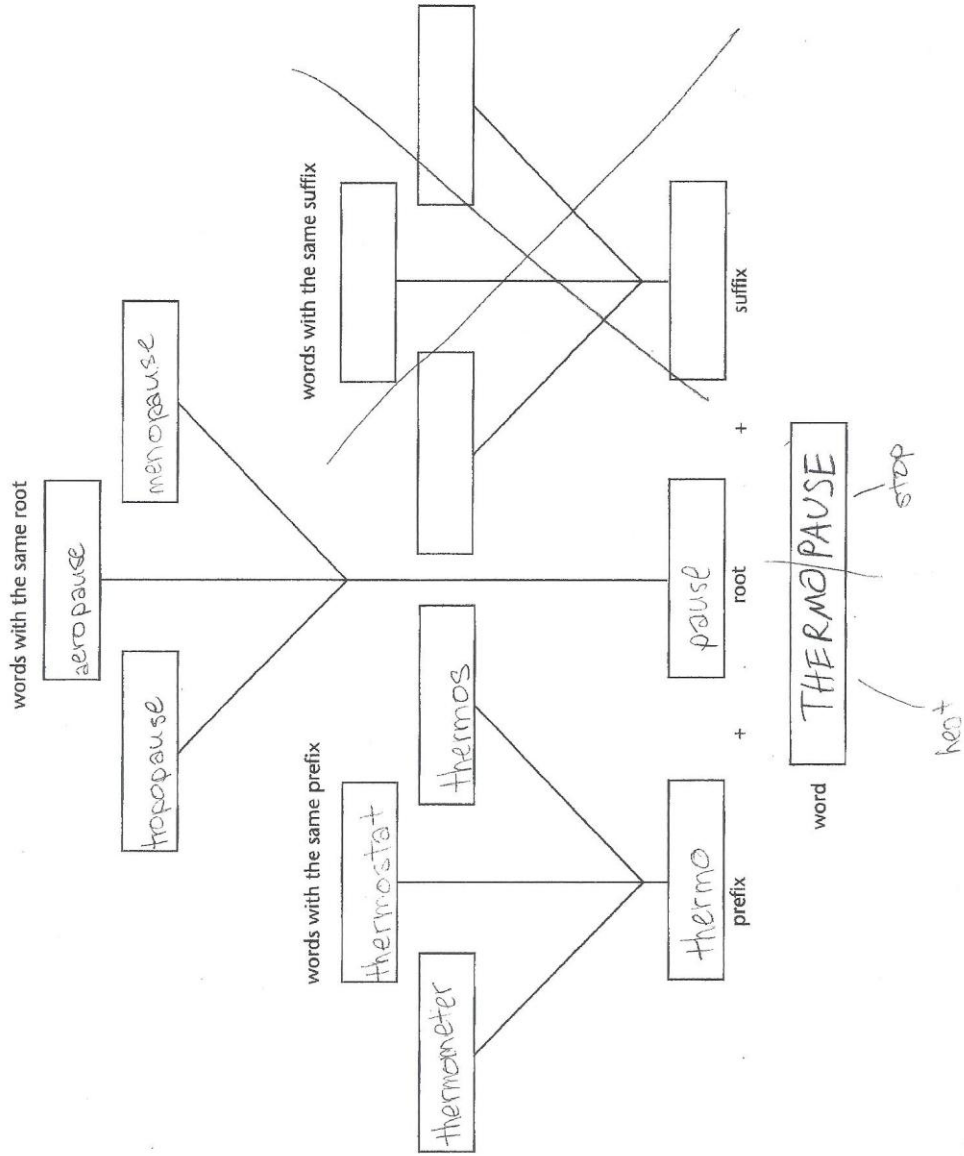 words with the same root
aeropause
tropopause
menopause
words with the same prefix
thermostat
thermometer
thermos
words with the same suffix
thermo
pause
prefix
+
root
+
suffix
word
THERMO PAUSE
heat
stop